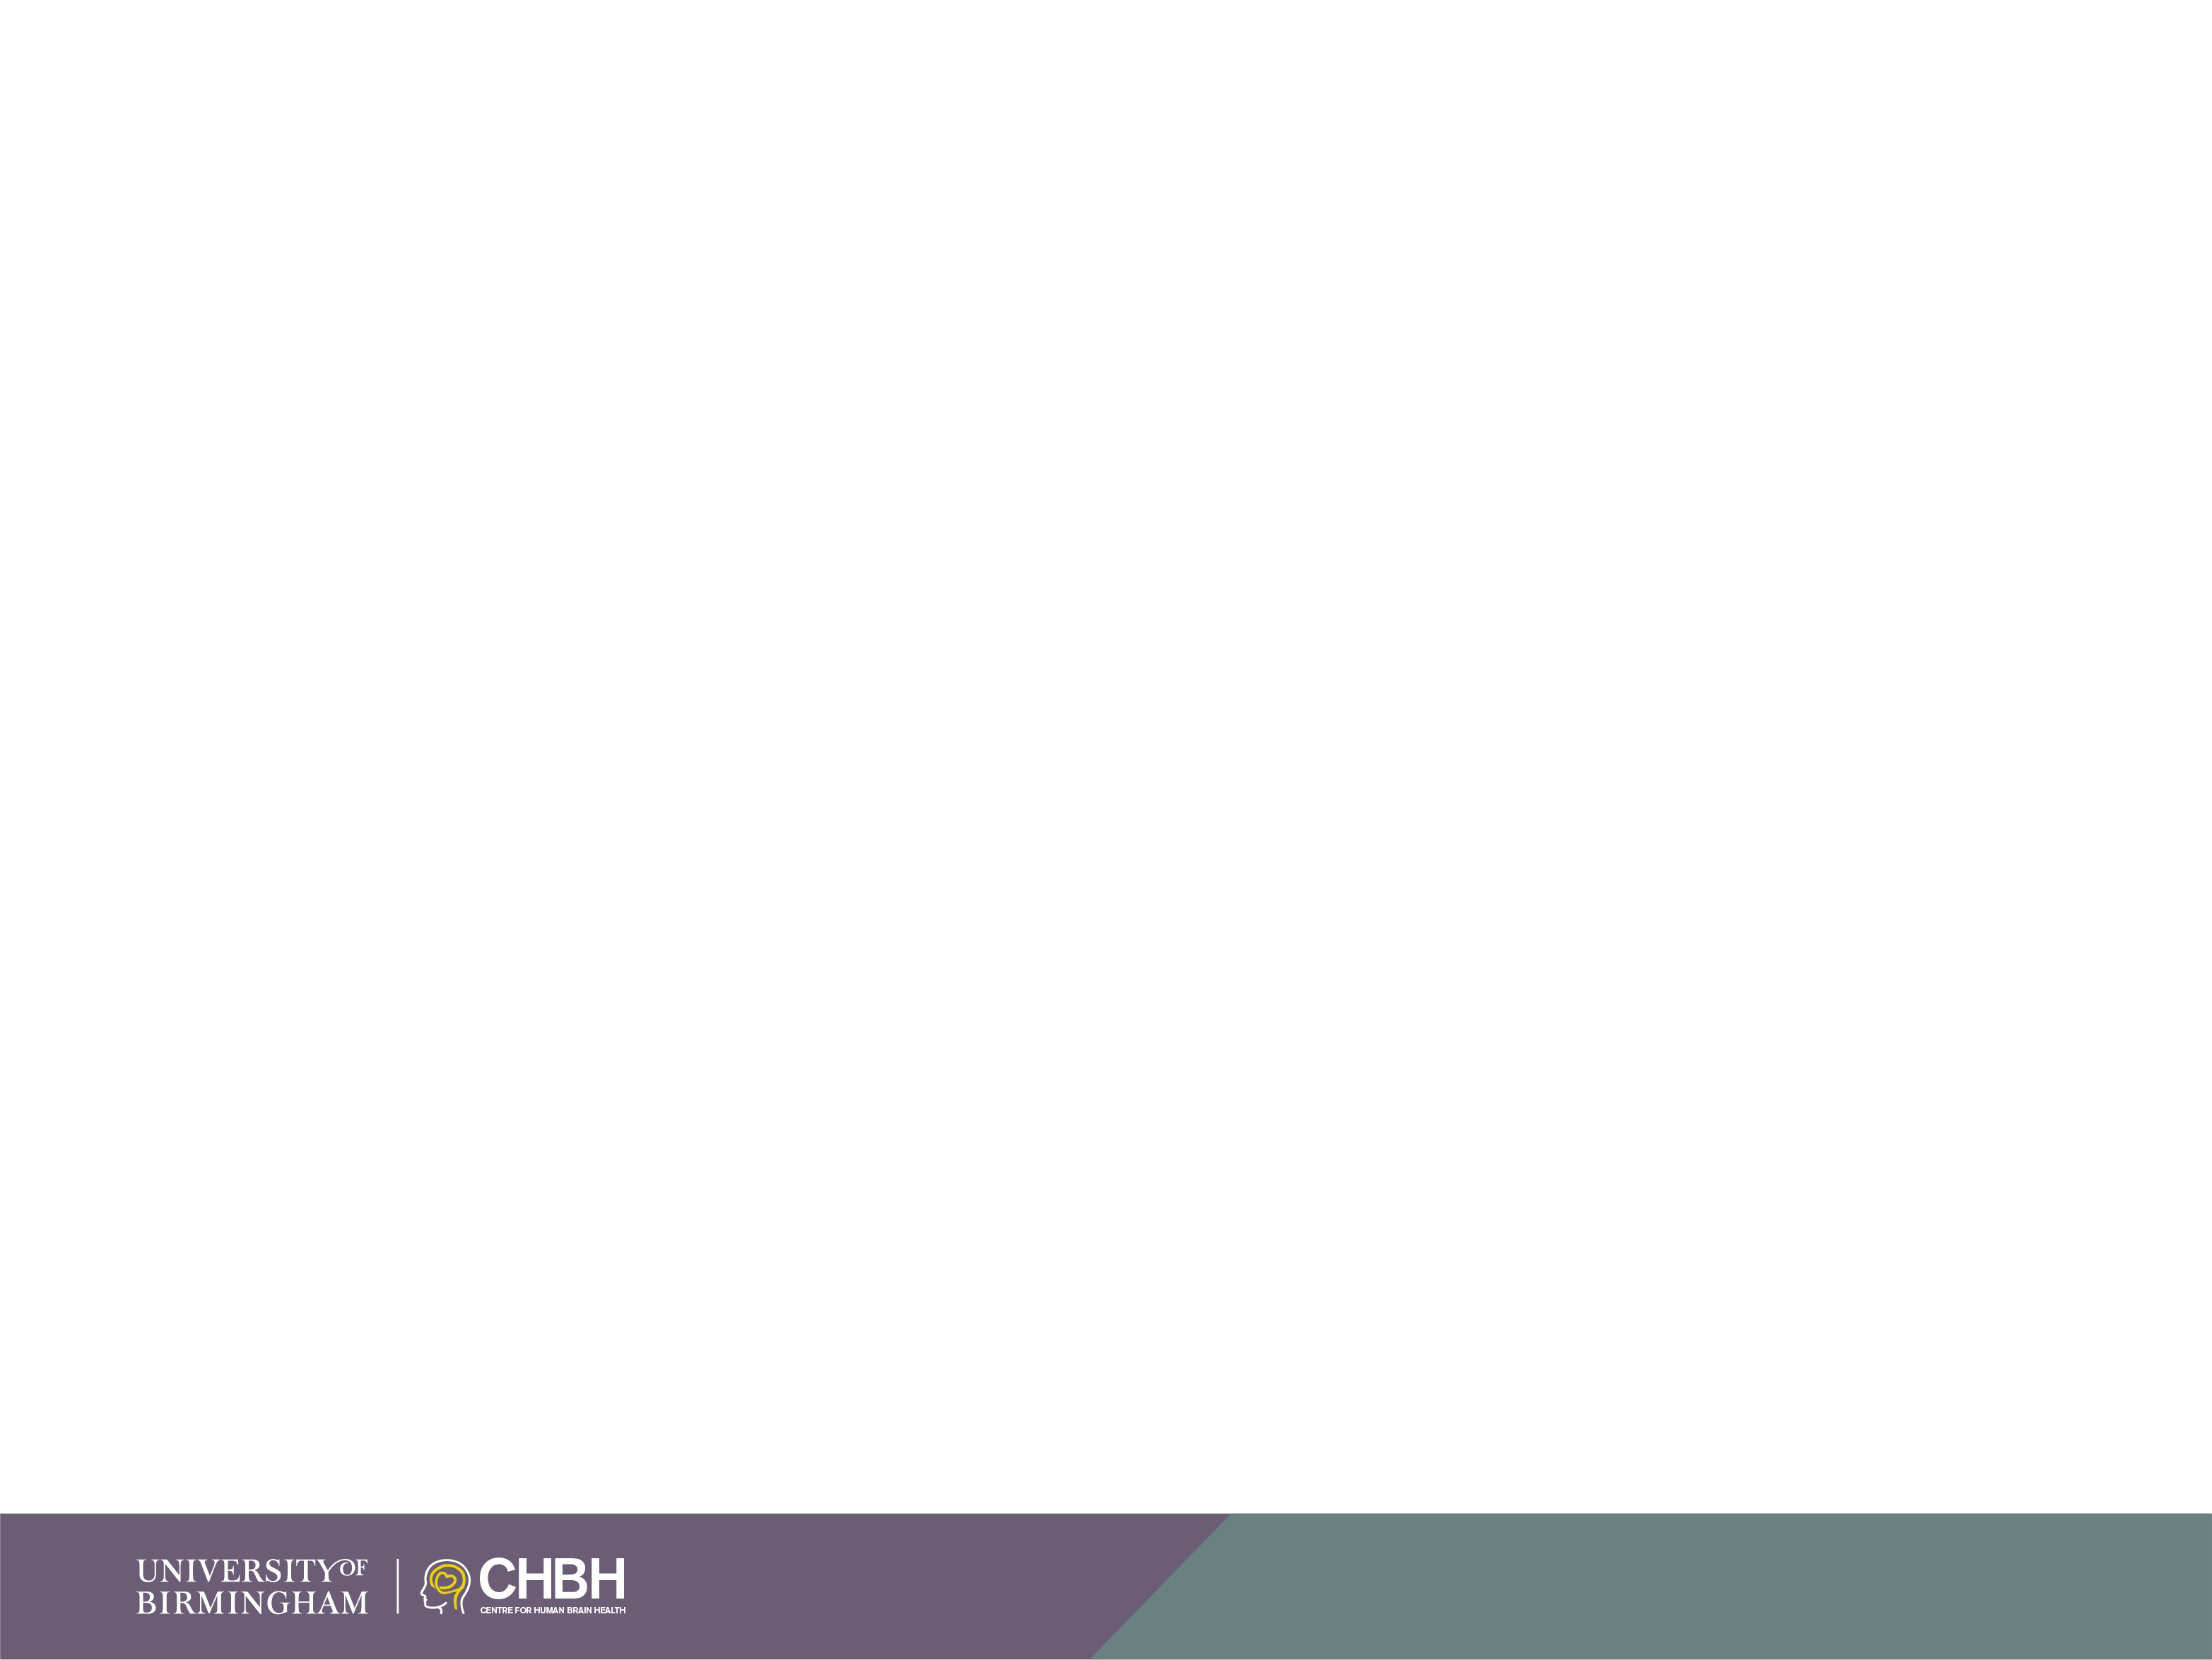 UNIVERSITY OF
BIRMINGHAM
CHBH
CENTRE FOR HUMAN BRAIN HEALTH